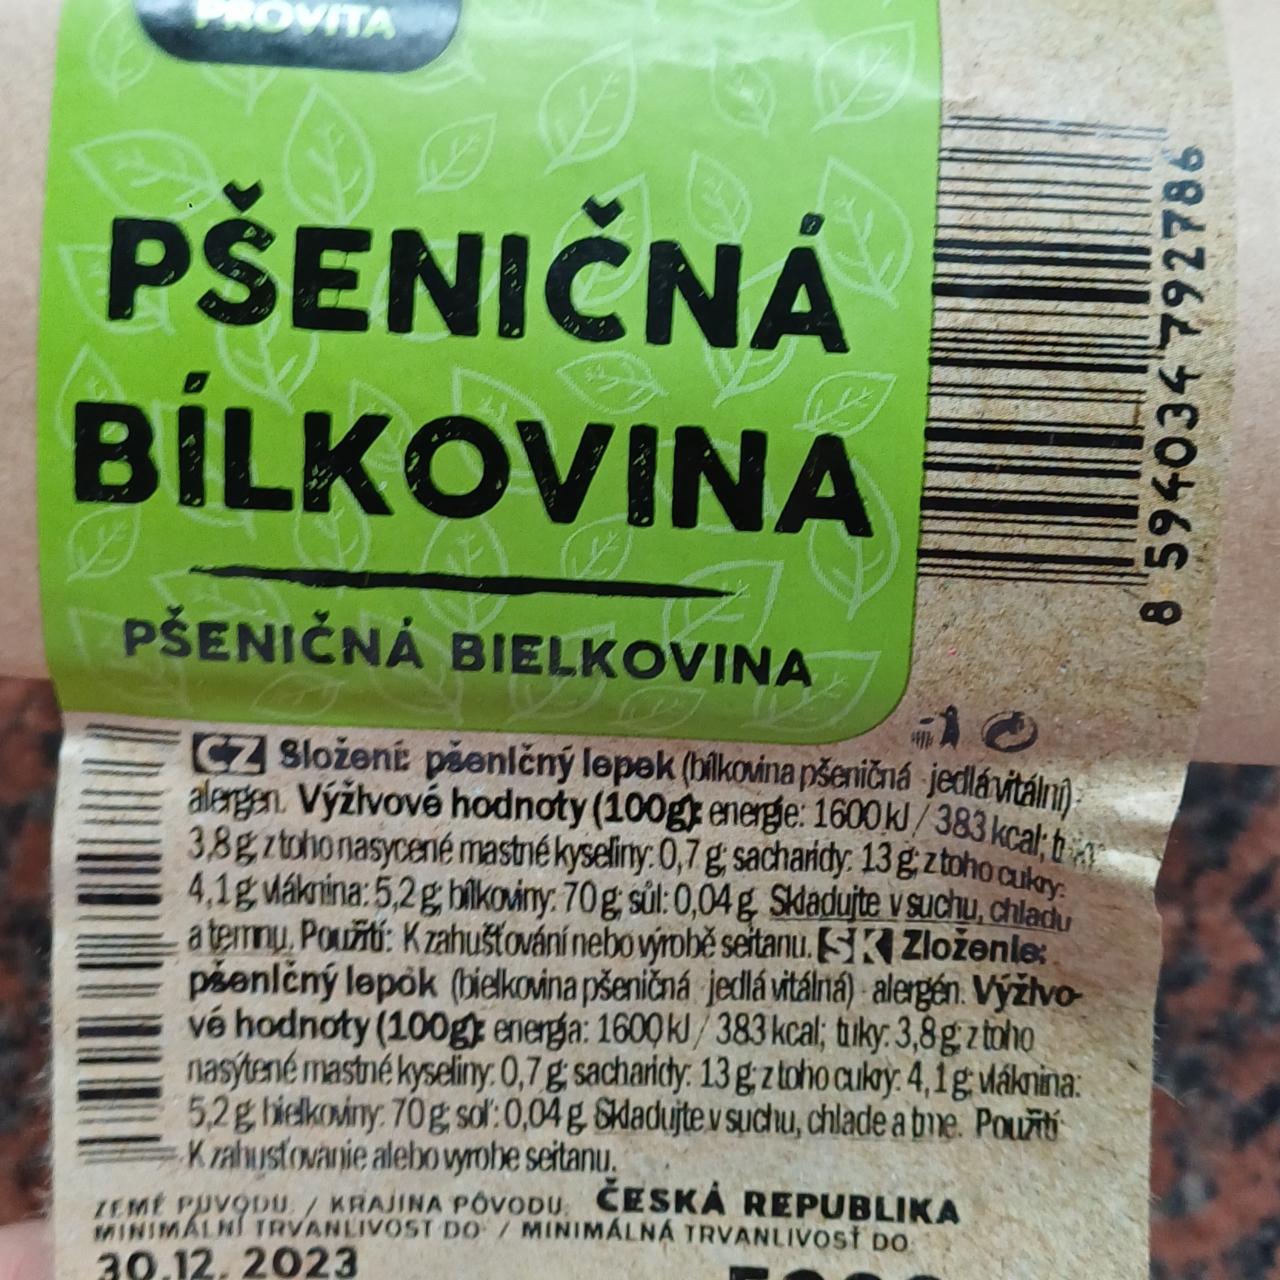 PROVITA
PŠENIČNÁ
BÍLKOVINA
PŠENIČNÁ BIELKOVINA
8 594034 792786
CZ Složení: pšeničný lepek (bílkovina pšeničná jedlá vitální) -
alergen. Výživové hodnoty (100g): energie: 1600 kJ / 383 kcal;
3,8 g; z toho nasycené mastné kyseliny: 0,7 g; sacharidy: 13 g; z toho cukry:
4,1 g; vláknina: 5,2 g; bílkoviny: 70 g; sůl: 0,04 g. Skladujte v suchu, chladu
a temnu. Použití: K zahušťování nebo výrobě seitanu. SK Zloženie:
pšeničný lepok (bielkovina pšeničná jedlá vitálná) - alergén. Výživo-
vé hodnoty (100g): energia: 1600 kJ / 383 kcal; tuky: 3,8 g; z toho
nasýtené mastné kyseliny: 0,7 g; sacharidy: 13 g; z toho cukry: 4,1 g; vláknina:
5,2 g; bielkoviny: 70 g; soľ: 0,04 g. Skladujte v suchu, chlade a tme. Použití:
K zahusťovanie alebo vyrobe seitanu.
ZEMĚ PŮVODU: / KRAJINA PÔVODU: ČESKÁ REPUBLIKA
MINIMÁLNÍ TRVANLIVOST DO: / MINIMÁLNÁ TRVANLIVOSŤ DO:
30.12.2023